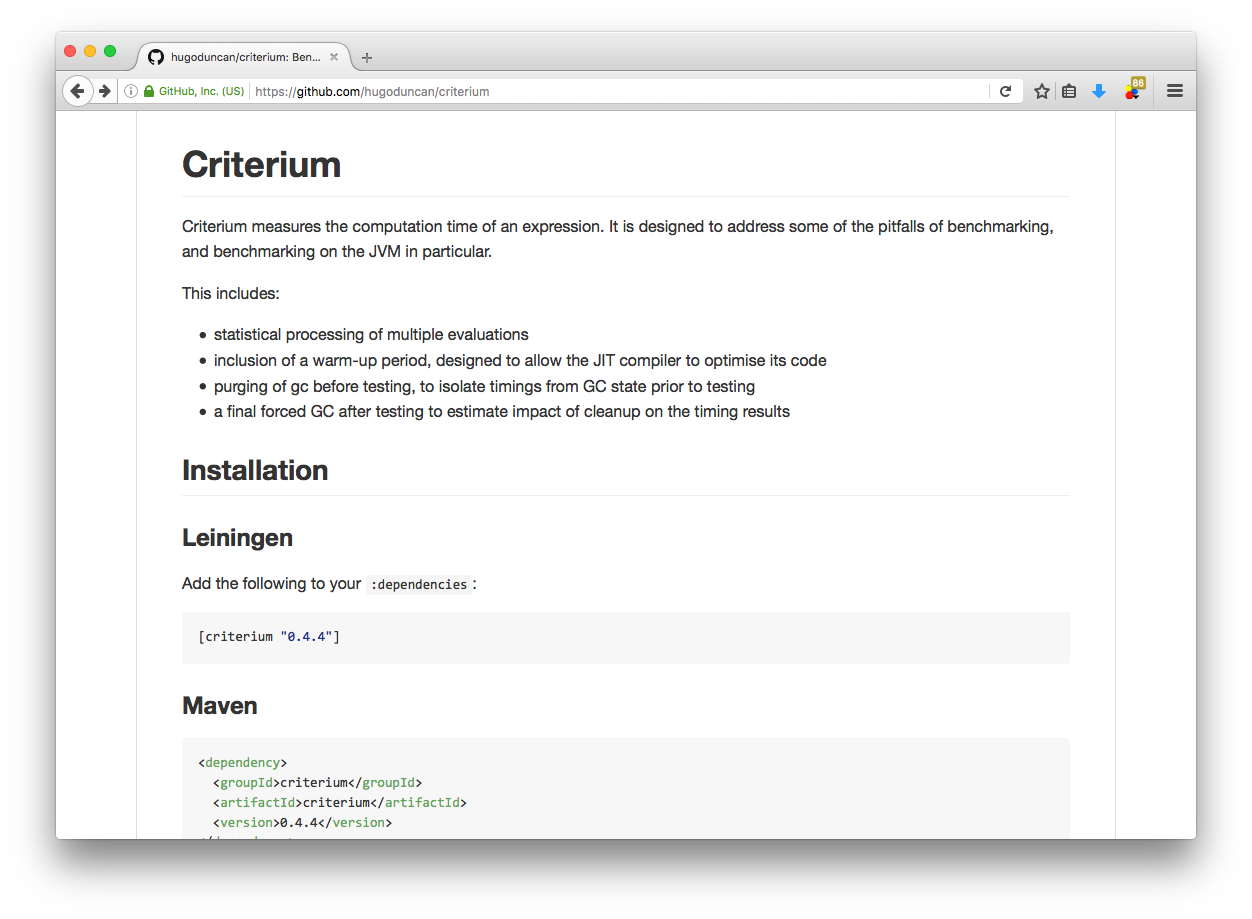 hugoduncan/criterium: Ben...
GitHub, Inc. (US) https://github.com/hugoduncan/criterium
86
Criterium
Criterium measures the computation time of an expression. It is designed to address some of the pitfalls of benchmarking,
and benchmarking on the JVM in particular.
This includes:
• statistical processing of multiple evaluations
• inclusion of a warm-up period, designed to allow the JIT compiler to optimise its code
• purging of gc before testing, to isolate timings from GC state prior to testing
• a final forced GC after testing to estimate impact of cleanup on the timing results
Installation
Leiningen
Add the following to your :dependencies:
[criterium "0.4.4"]
Maven
<dependency>
  <groupId>criterium</groupId>
  <artifactId>criterium</artifactId>
  <version>0.4.4</version>